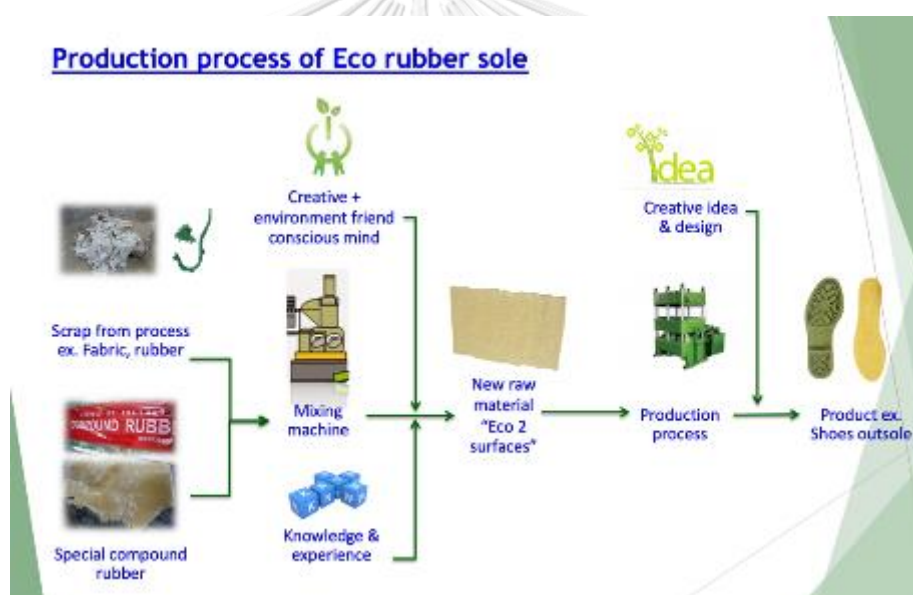 Production process of Eco rubber sole
idea
Creative +
environment friend
conscious mind
Creative idea
& design
Scrap from process
ex. Fabric, rubber
Mixing
machine
New raw
material
"Eco 2
surfaces"
Production
process
Product ex.
Shoes outsole
Knowledge &
experience
Special compound
rubber